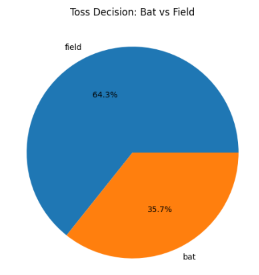 Toss Decision: Bat vs Field
field
64.3%
35.7%
bat